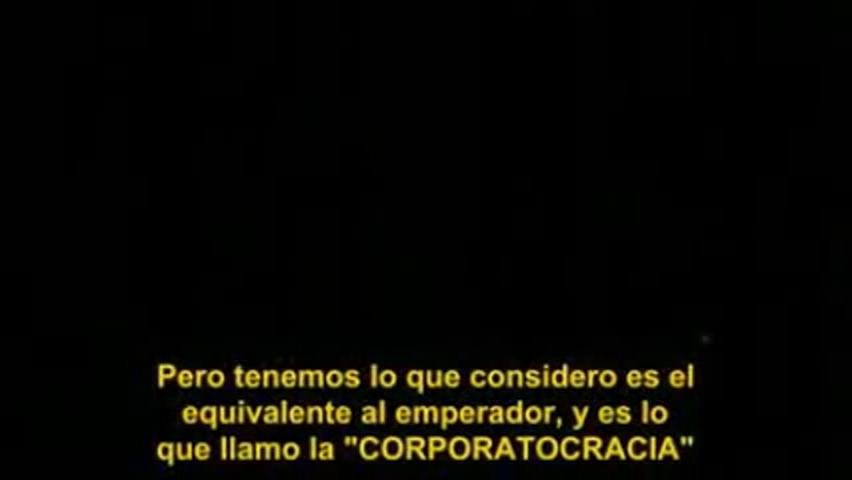 Pero tenemos lo que considero es el
equivalente al emperador, y es lo
que llamo la "CORPORATOCRACIA"